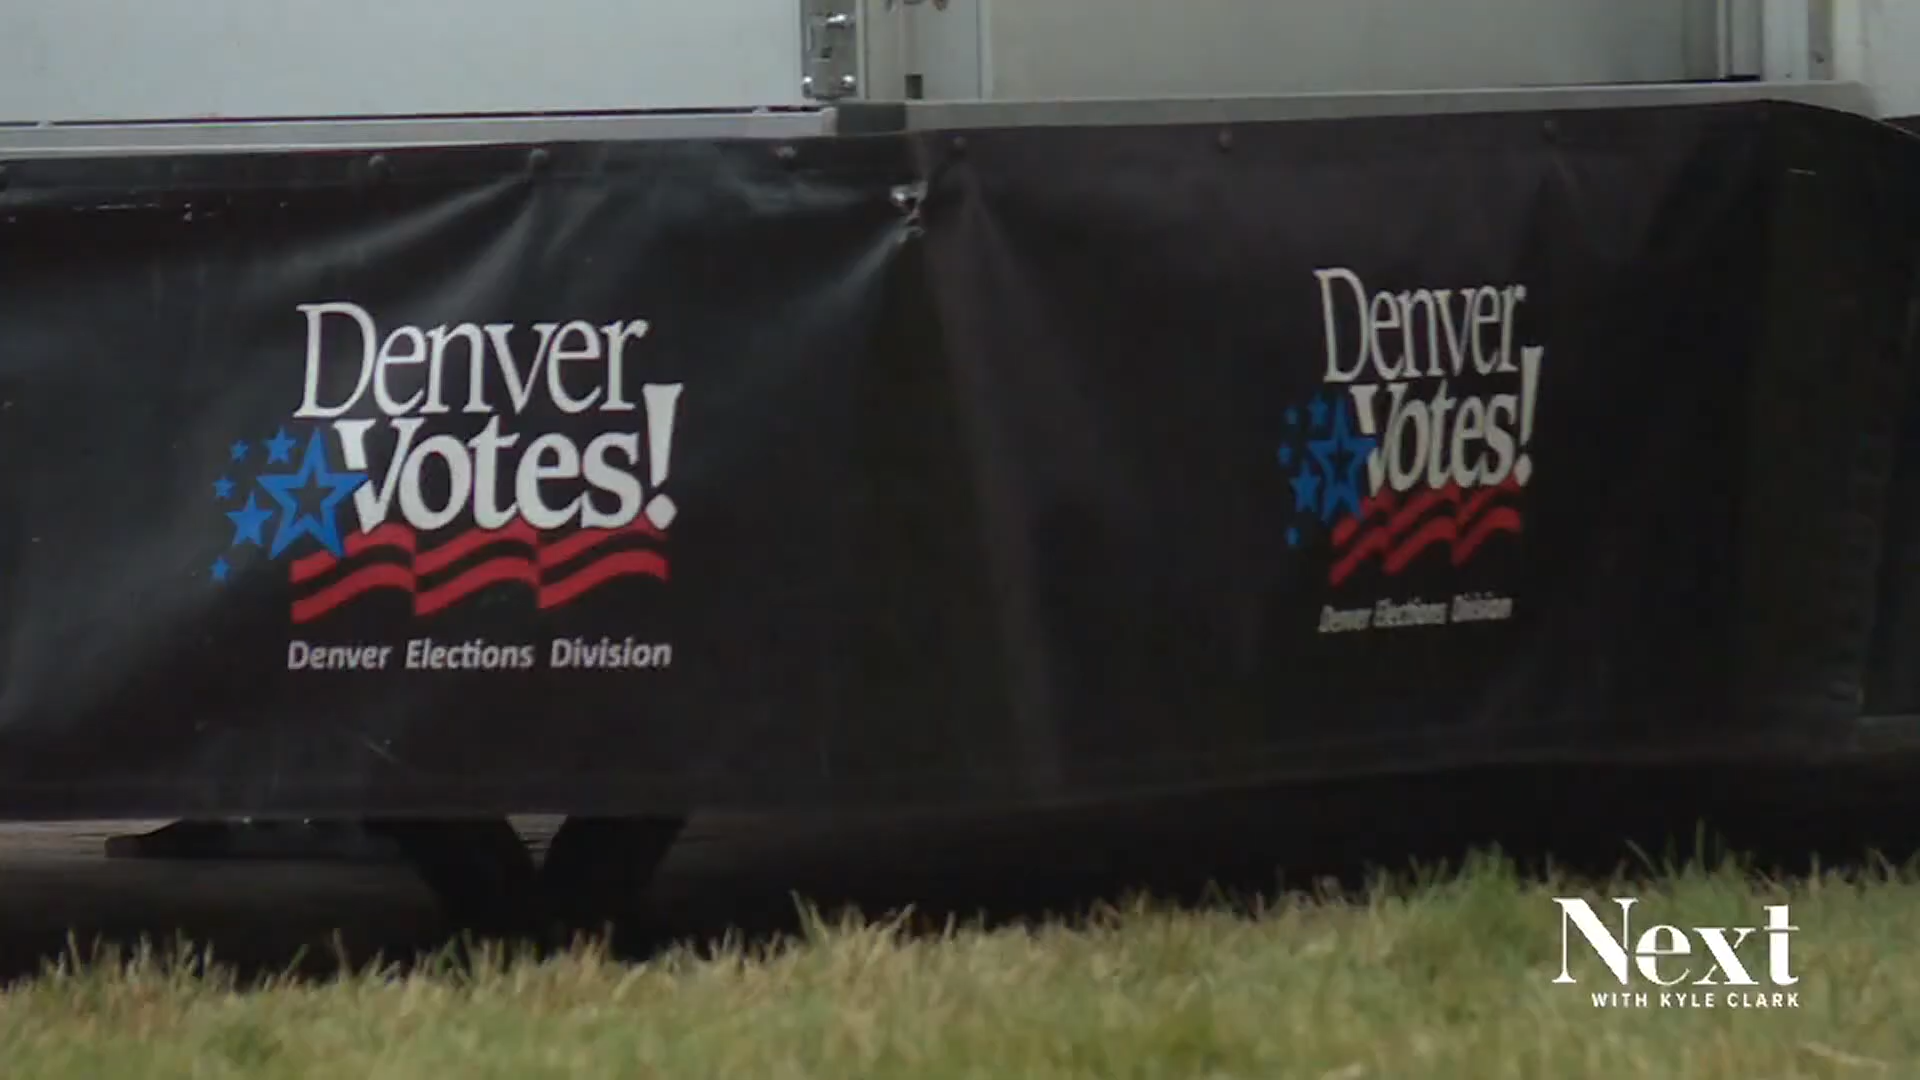 Denver
Votes!
Denver Elections Division
Denver
Votes!
Denver Elections Division
Next
WITH KYLE CLARK